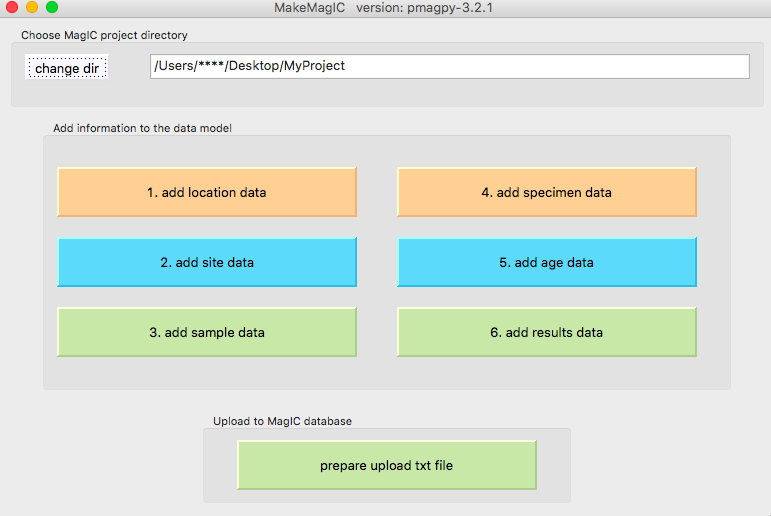 MakeMagIC version: pmagpy-3.2.1
Choose MagIC project directory
change dir
/Users/****/Desktop/MyProject
Add information to the data model
1. add location data
4. add specimen data
2. add site data
5. add age data
3. add sample data
6. add results data
Upload to MagIC database
prepare upload txt file